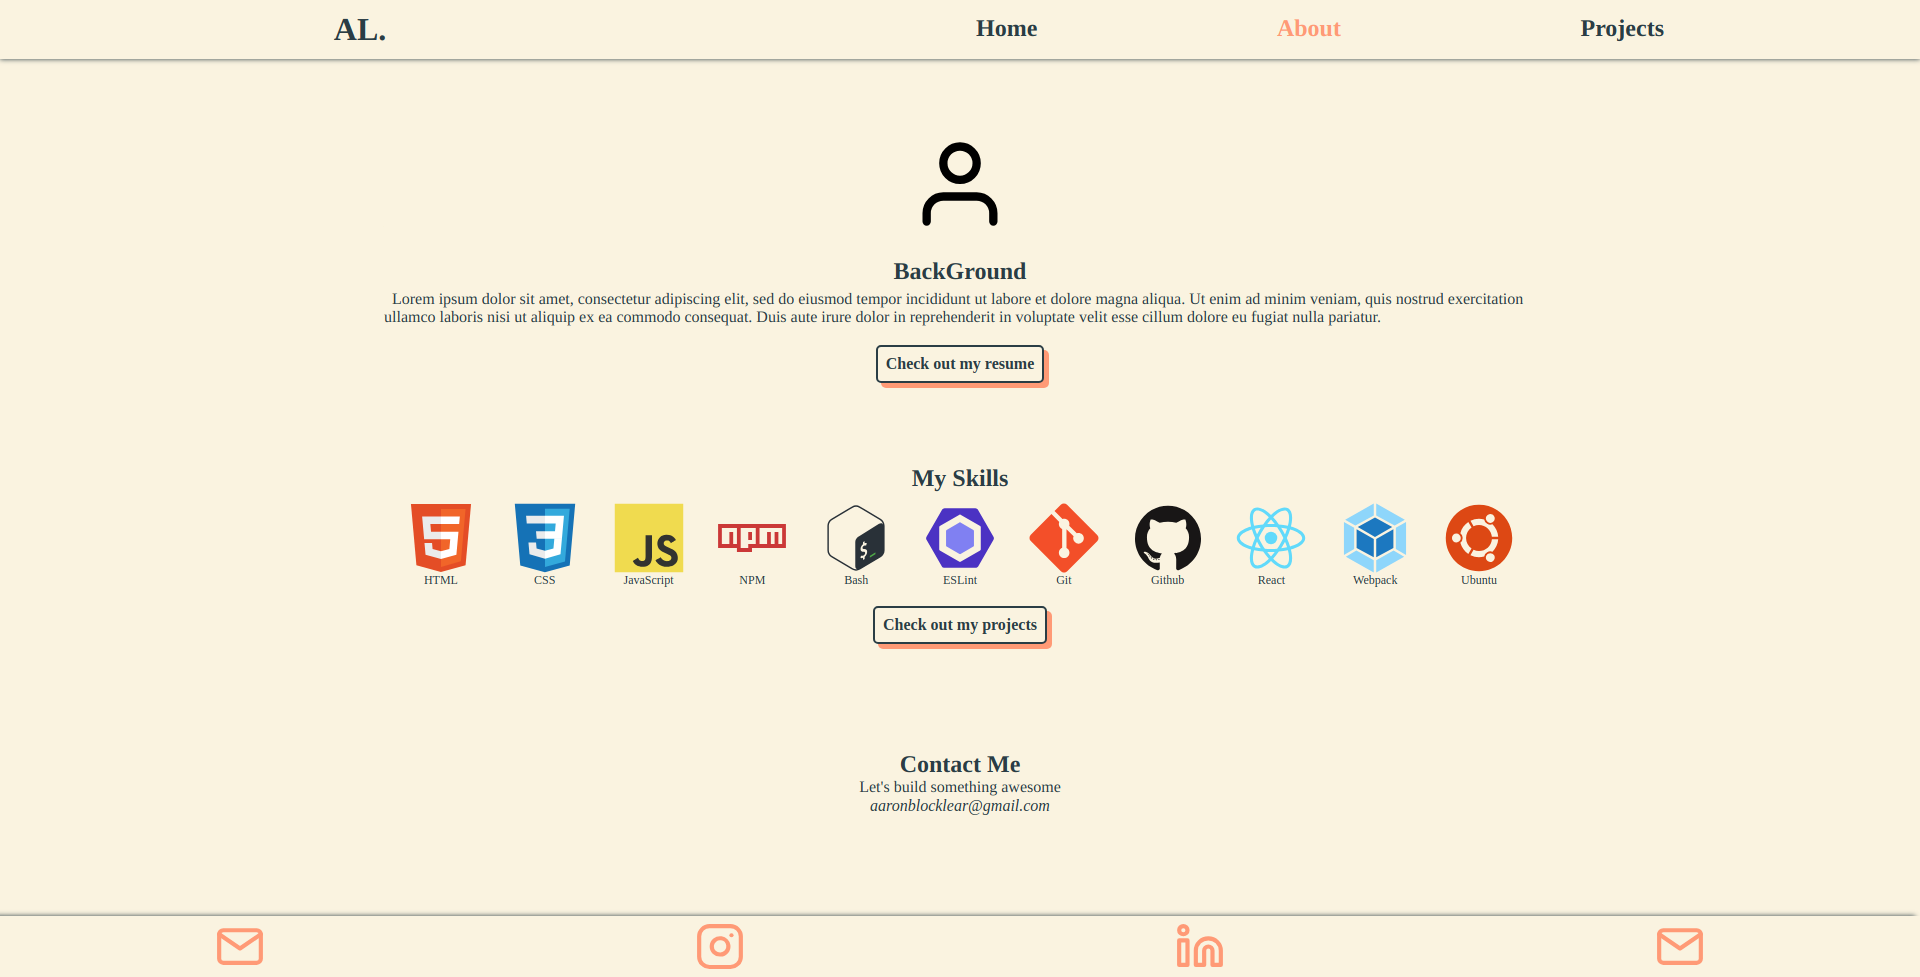 AL.
Home
About
Projects
BackGround
Lorem ipsum dolor sit amet, consectetur adipiscing elit, sed do eiusmod tempor incididunt ut labore et dolore magna aliqua. Ut enim ad minim veniam, quis nostrud exercitation
ullamco laboris nisi ut aliquip ex ea commodo consequat. Duis aute irure dolor in reprehenderit in voluptate velit esse cillum dolore eu fugiat nulla pariatur.
Check out my resume
My Skills
JS
HTML
CSS
JavaScript
NPM
Bash
ESLint
Git
Github
React
Webpack
Ubuntu
Check out my projects
Contact Me
Let's build something awesome
aaronblocklear@gmail.com
in